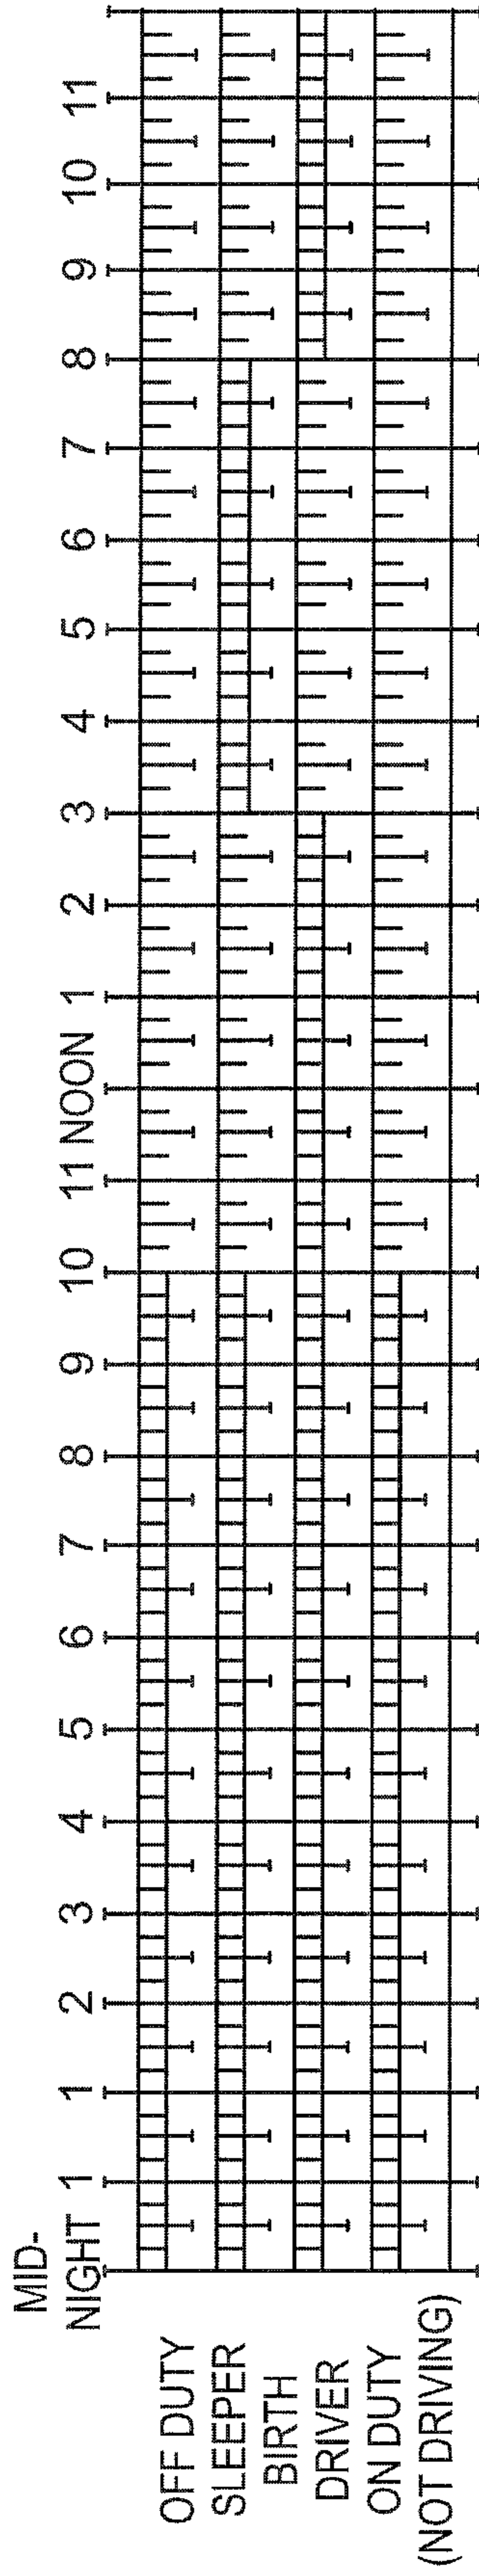 MID-
NIGHT 1 1 2 3 4 5 6 7 8 9 10 11 NOON 1 2 3 4 5 6 7 8 9 10 11
OFF DUTY
SLEEPER
BIRTH
DRIVER
ON DUTY
(NOT DRIVING)